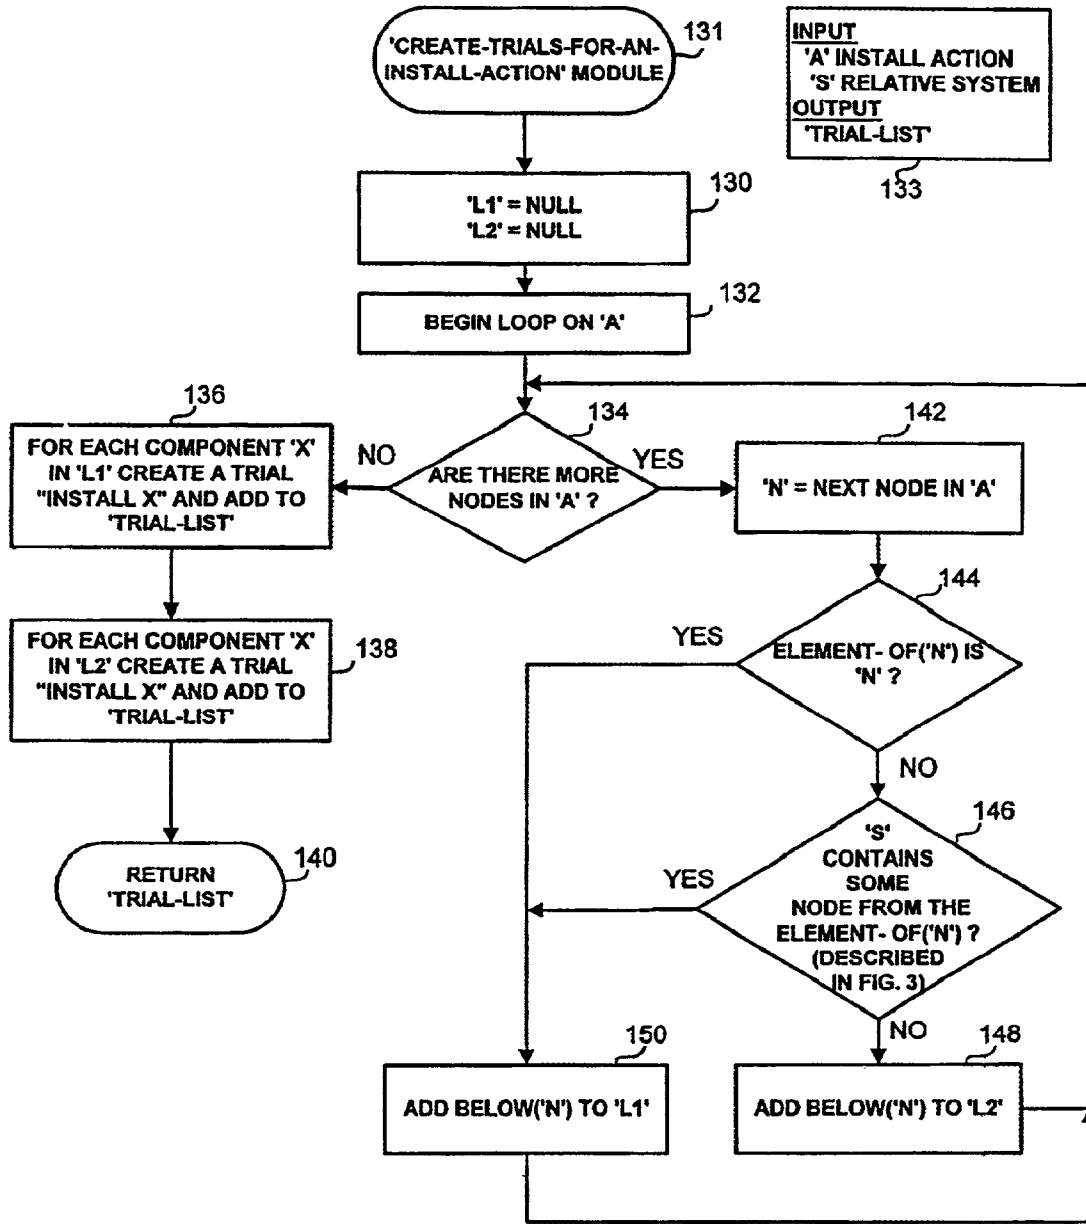 'CREATE-TRIALS-FOR-AN-
INSTALL-ACTION' MODULE
131
INPUT
'A' INSTALL ACTION
'S' RELATIVE SYSTEM
OUTPUT
'TRIAL-LIST'
133
130
'L1' = NULL
'L2' = NULL
132
BEGIN LOOP ON 'A'
134
ARE THERE MORE
NODES IN 'A' ?
NO
YES
136
FOR EACH COMPONENT 'X'
IN 'L1' CREATE A TRIAL
"INSTALL X" AND ADD TO
'TRIAL-LIST'
142
'N' = NEXT NODE IN 'A'
138
FOR EACH COMPONENT 'X'
IN 'L2' CREATE A TRIAL
"INSTALL X" AND ADD TO
'TRIAL-LIST'
144
ELEMENT- OF('N') IS
'N' ?
YES
NO
140
RETURN
'TRIAL-LIST'
146
'S'
CONTAINS
SOME
NODE FROM THE
ELEMENT- OF('N') ?
(DESCRIBED
IN FIG. 3)
YES
NO
150
ADD BELOW('N') TO 'L1'
148
ADD BELOW('N') TO 'L2'